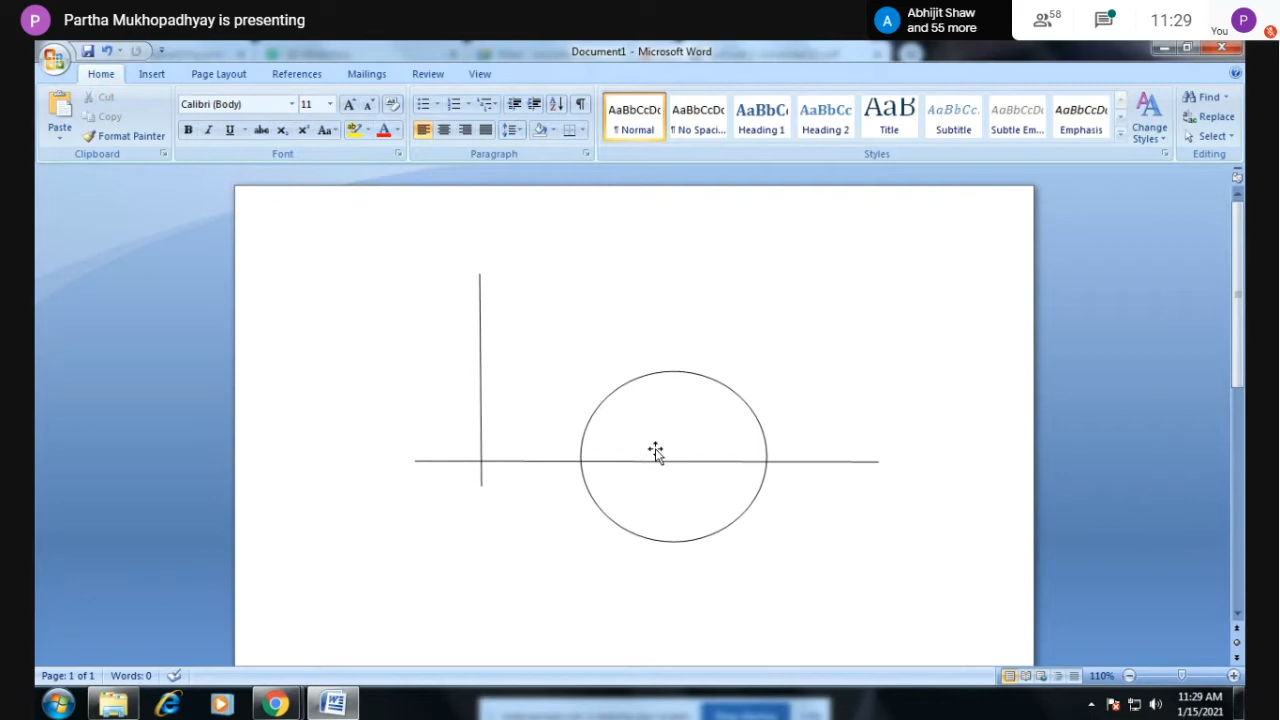 P Partha Mukhopadhyay is presenting
A Abhijit Shaw
and 55 more
58
11:29
You P
Document1 - Microsoft Word
Home Insert Page Layout References Mailings Review View
Paste
Cut
Copy
Format Painter
Clipboard
Calibri (Body) 11
Font
Paragraph
AaBbCcDc AaBbCcDc AaBbCc AaBbCc AaB AaBbCc. AaBbCcDc AaBbCcDc
¶ Normal ¶ No Spaci... Heading 1 Heading 2 Title Subtitle Subtle Em... Emphasis
Change
Styles
Styles
Find
Replace
Select
Editing
Page: 1 of 1 Words: 0
110%
11:29 AM
1/15/2021